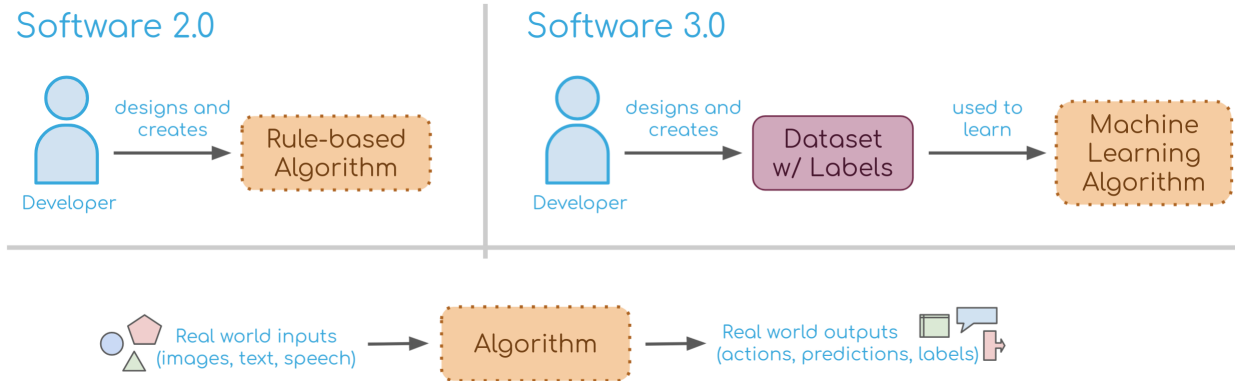 Software 2.0
designs and
creates
Rule-based
Algorithm
Developer
Software 3.0
designs and
creates
Dataset
w/ Labels
used to
learn
Machine
Learning
Algorithm
Developer
Real world inputs
(images, text, speech)
Algorithm
Real world outputs
(actions, predictions, labels)